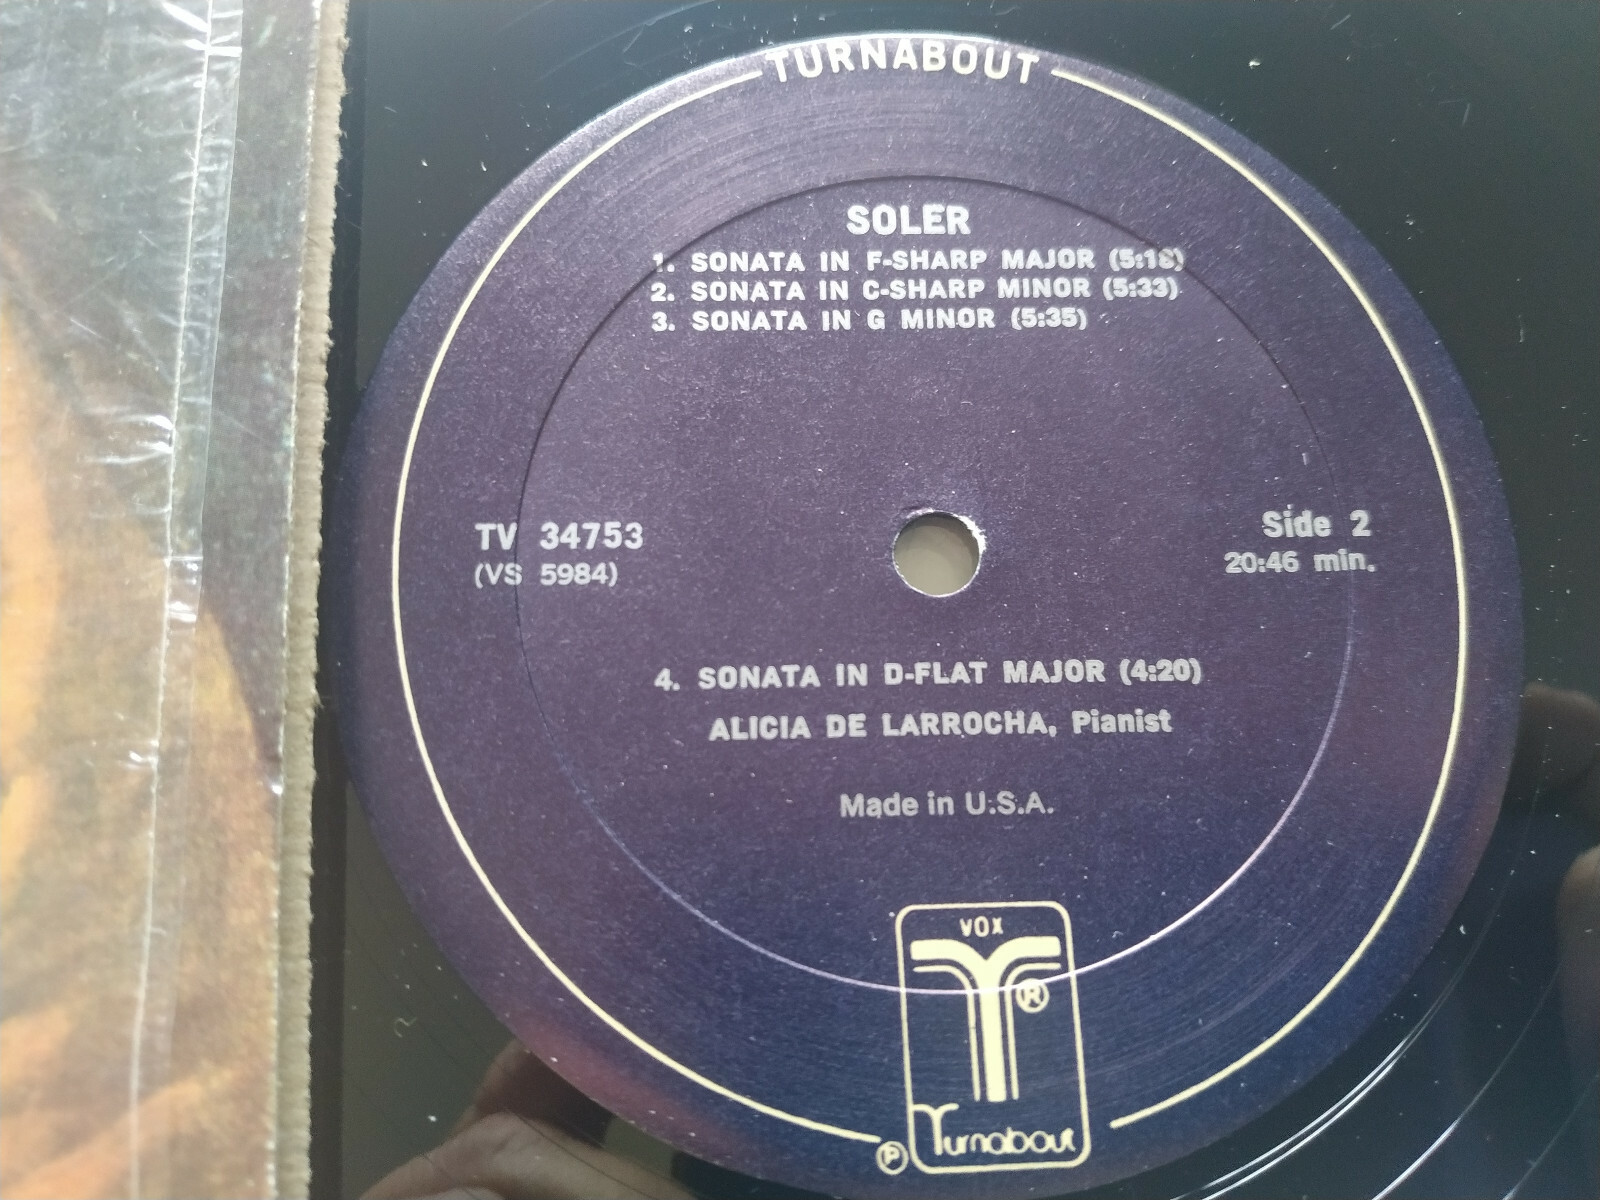 TURNABOUT
SOLER
1. SONATA IN F-SHARP MAJOR (5:18)
2. SONATA IN C-SHARP MINOR (5:33)
3. SONATA IN G MINOR (5:35)
TV 34753
(VS 5984)
Side 2
20:46 min.
4. SONATA IN D-FLAT MAJOR (4:20)
ALICIA DE LARROCHA, Pianist
Made in U.S.A.
VOX
®
Turnabout
℗